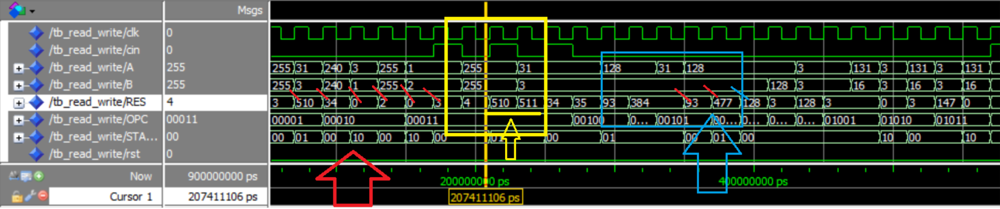 Msgs
/tb_read_write/clk 0
/tb_read_write/cin 0
/tb_read_write/A 255 255 31 240 3 255 1 255 31 128 31 128 3 131 3 131 3 131
/tb_read_write/B 255 255 3 240 1 255 2 255 3 128 3 16 3 16 3 16
/tb_read_write/RES 4 3 510 34 0 2 0 3 4 510 511 34 35 93 384 93 477 128 3 128 3 0 3 147 0
/tb_read_write/OPC 00011 00001 00010 00011 00100 0... 00101 00... 0... 0... 0... 01001 01010 01011
/tb_read_write/STA... 00 00 01 00 10 00 10 00 01 00 01 00 01 00 10 00 10
/tb_read_write/rst 0
Now 900000000 ps 200000000 ps 400000000 ps
Cursor 1 207411106 ps 207411106 ps